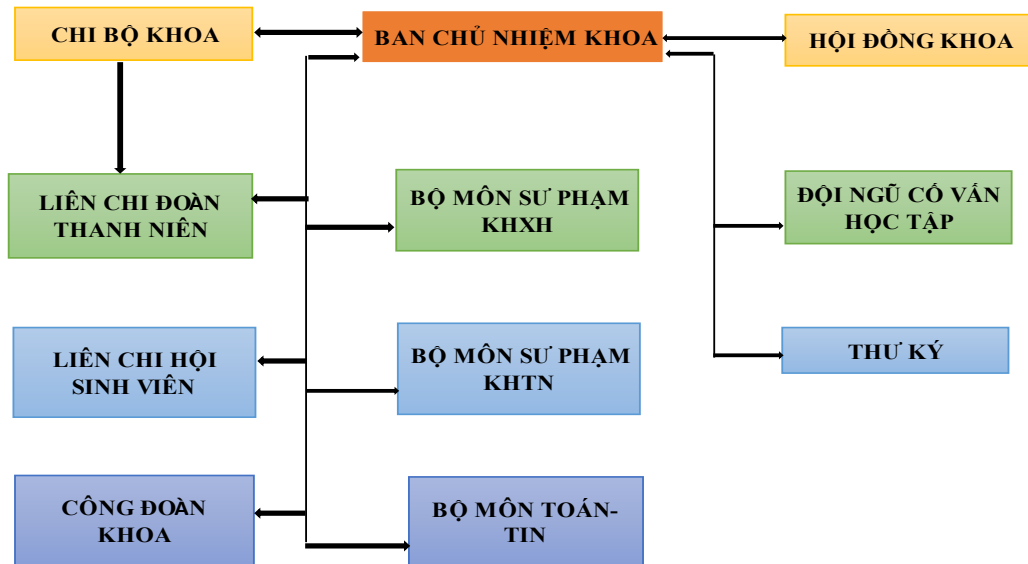 CHI BỘ KHOA
BAN CHỦ NHIỆM KHOA
HỘI ĐỒNG KHOA
LIÊN CHI ĐOÀN
THANH NIÊN
BỘ MÔN SƯ PHẠM
KHXH
ĐỘI NGŨ CỐ VẤN
HỌC TẬP
LIÊN CHI HỘI
SINH VIÊN
BỘ MÔN SƯ PHẠM
KHTN
THƯ KÝ
CÔNG ĐOÀN
KHOA
BỘ MÔN TOÁN-
TIN